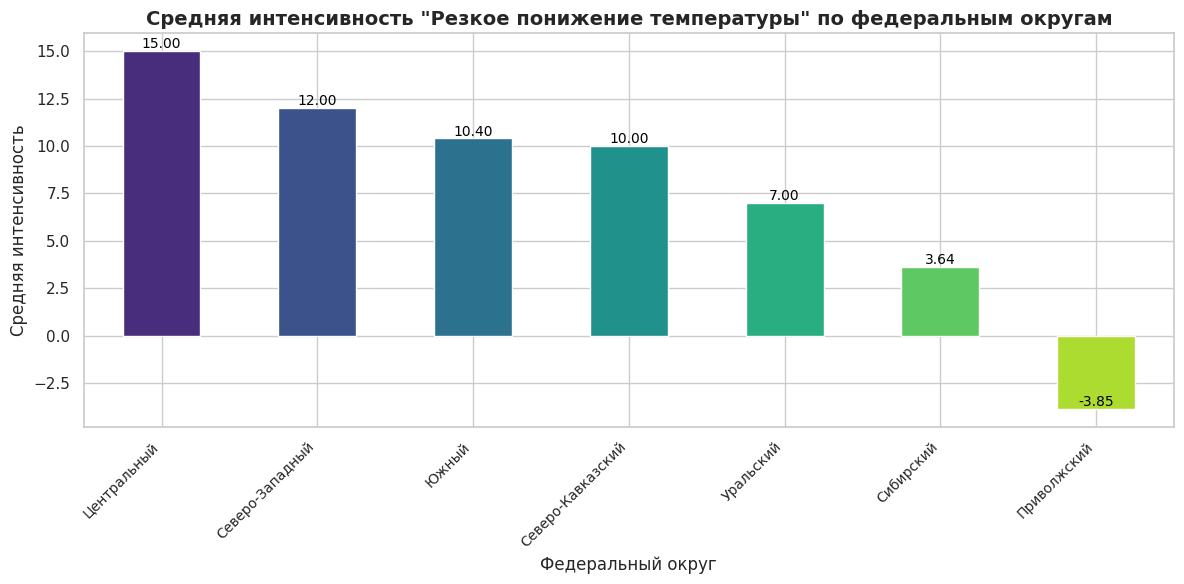 Средняя интенсивность "Резкое понижение температуры" по федеральным округам
Средняя интенсивность
15.0
12.5
10.0
7.5
5.0
2.5
0.0
−2.5
15.00
12.00
10.40
10.00
7.00
3.64
-3.85
Центральный
Северо-Западный
Южный
Северо-Кавказский
Уральский
Сибирский
Приволжский
Федеральный округ